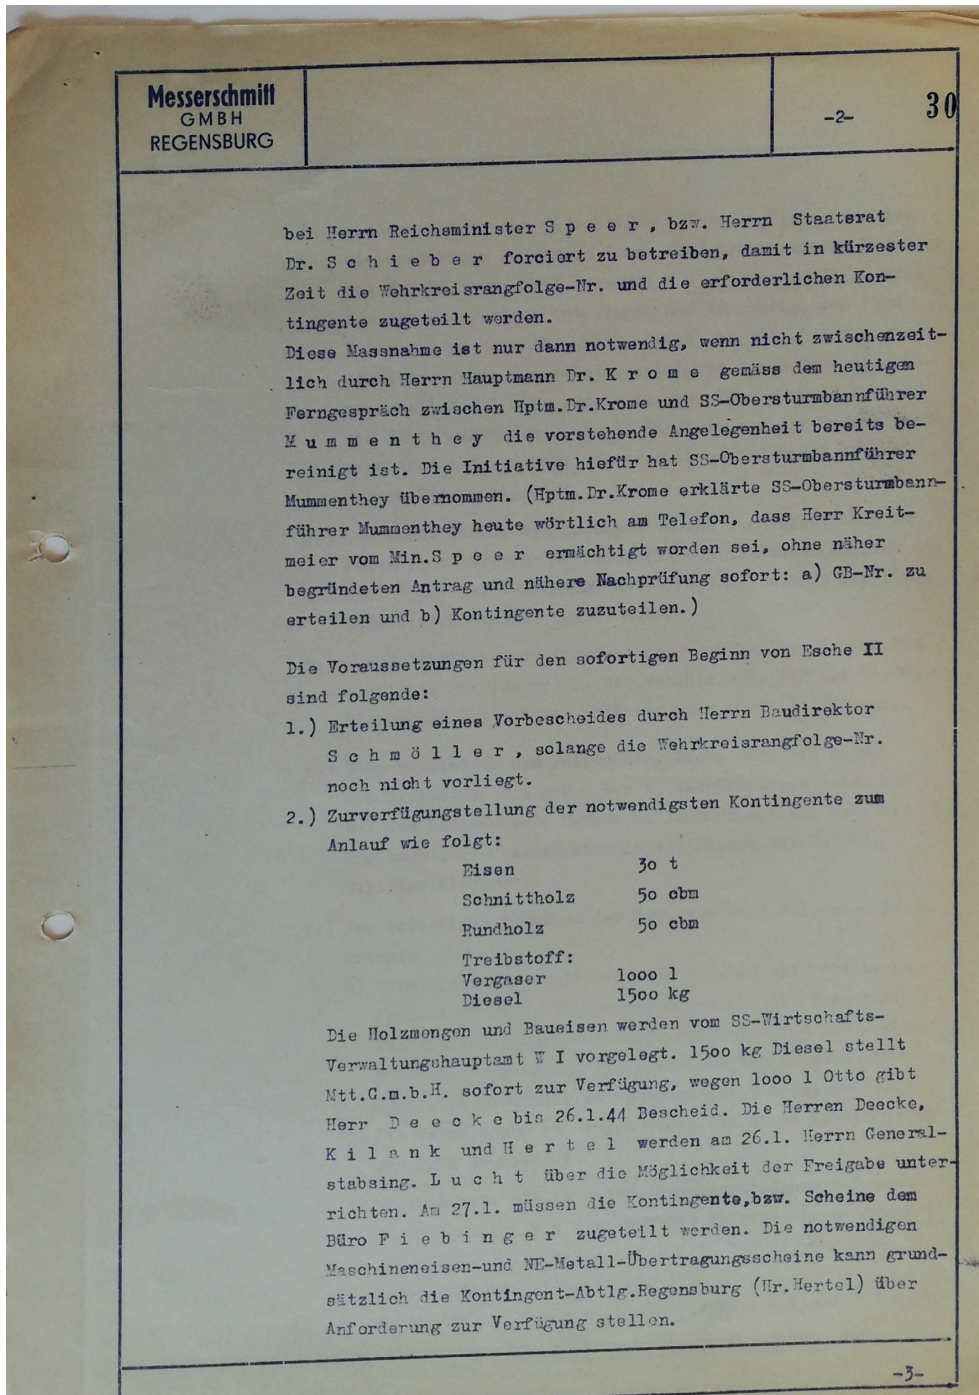 Messerschmitt
GMBH
REGENSBURG
-2-
30
bei Herrn Reichsminister S p e e r , bzw. Herrn Staatsrat
Dr. S c h i e b e r forciert zu betreiben, damit in kürzester
Zeit die Wehrkreisrangfolge-Nr. und die erforderlichen Kon-
tingente zugeteilt werden.
Diese Massnahme ist nur dann notwendig, wenn nicht zwischenzeit-
lich durch Herrn Hauptmann Dr. K r o m e gemäss dem heutigen
Ferngespräch zwischen Hptm.Dr.Krome und SS-Obersturmbannführer
M u m m e n t h e y die vorstehende Angelegenheit bereits be-
reinigt ist. Die Initiative hiefür hat SS-Obersturmbannführer
Mummenthey übernommen. (Hptm.Dr.Krome erklärte SS-Obersturmbann-
führer Mummenthey heute wörtlich am Telefon, dass Herr Kreit-
meier vom Min.S p e e r ermächtigt worden sei, ohne näher
begründeten Antrag und nähere Nachprüfung sofort: a) GB-Nr. zu
erteilen und b) Kontingente zuzuteilen.)
Die Voraussetzungen für den sofortigen Beginn von Esche II
sind folgende:
1.) Erteilung eines Vorbescheides durch Herrn Baudirektor
S c h m ö l l e r , solange die Wehrkreisrangfolge-Nr.
noch nicht vorliegt.
2.) Zurverfügungstellung der notwendigsten Kontingente zum
Anlauf wie folgt:
Eisen 3o t
Schnittholz 5o cbm
Rundholz 5o cbm
Treibstoff:
Vergaser 1ooo l
Diesel 15oo kg
Die Holzmengen und Baueisen werden vom SS-Wirtschafts-
Verwaltungshauptamt W I vorgelegt. 15oo kg Diesel stellt
Mtt.G.m.b.H. sofort zur Verfügung, wegen 1ooo l Otto gibt
Herr D e e c k e bis 26.1.44 Bescheid. Die Herren Deecke,
K i l a n k und H e r t e l werden am 26.1. Herrn General-
stabsing. L u c h t über die Möglichkeit der Freigabe unter-
richten. Am 27.1. müssen die Kontingente,bzw. Scheine dem
Büro F i e b i n g e r zugeteilt werden. Die notwendigen
Maschineneisen-und NE-Metall-Übertragungsscheine kann grund-
sätzlich die Kontingent-Abtlg.Regensburg (Hr.Hertel) über
Anforderung zur Verfügung stellen.
-3-